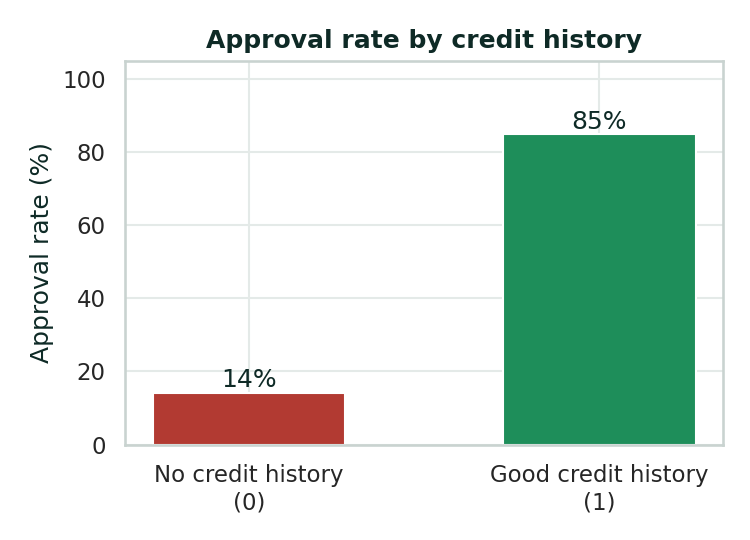 Approval rate by credit history
Approval rate (%)
100
80
60
40
20
0
14%
85%
No credit history
(0)
Good credit history
(1)